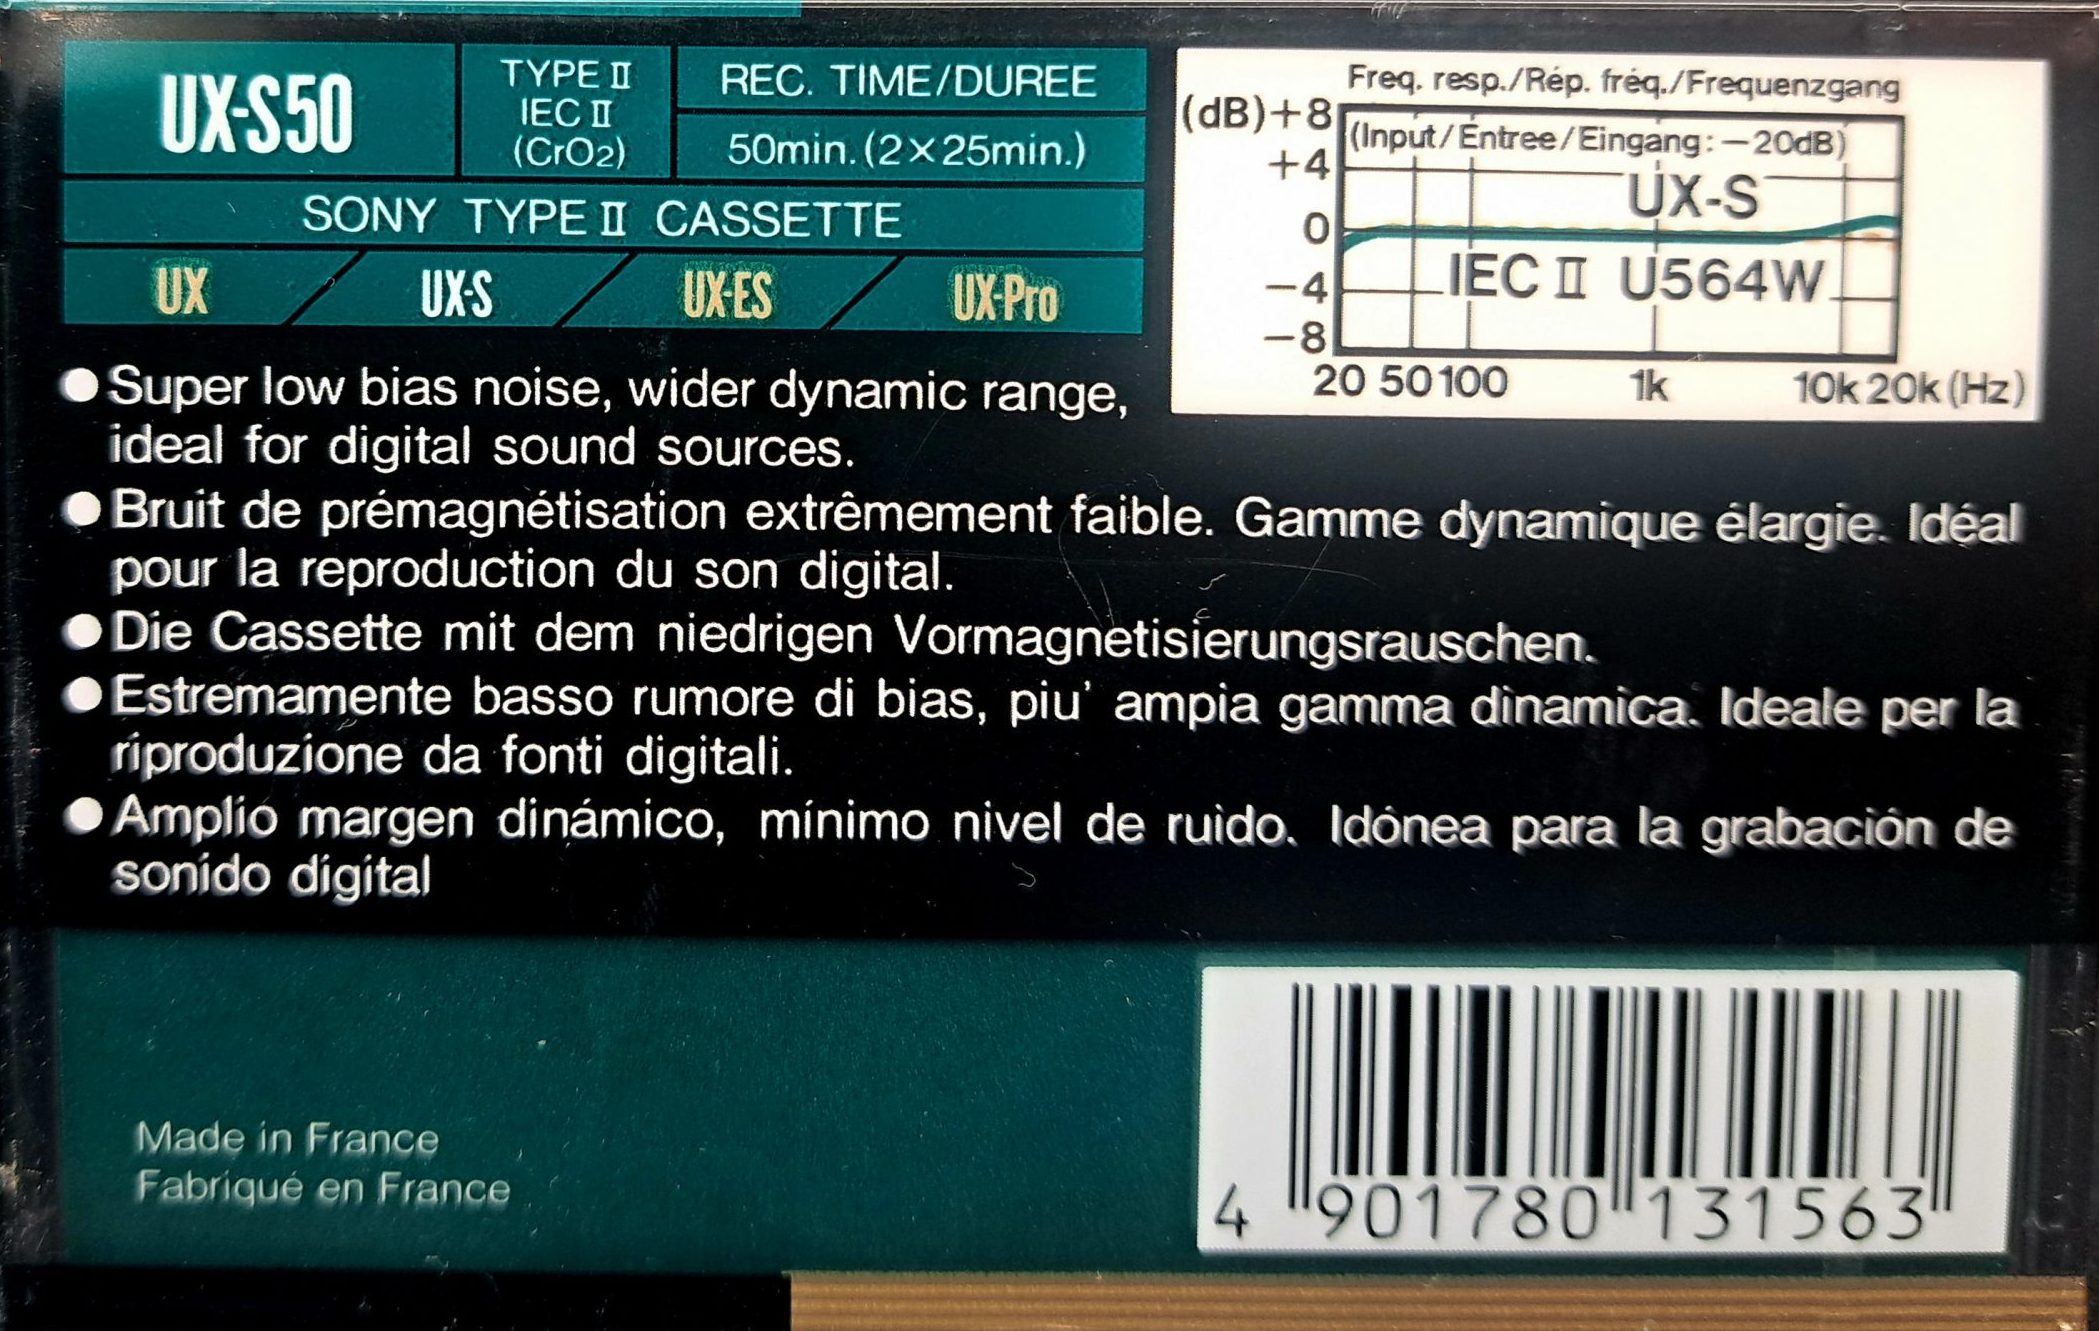 UX-S50
TYPE II
IEC II
(CrO2)
REC. TIME/DUREE
50min. (2×25min.)
SONY TYPE II CASSETTE
UX UX-S UX-ES UX-Pro
Freq. resp./Rép. fréq./Frequenzgang
(dB)+8
(Input/Entree/Eingang: −20dB)
+4
UX-S
0
−4
IEC II U564W
−8
20 50 100 1k 10k 20k (Hz)
●Super low bias noise, wider dynamic range,
ideal for digital sound sources.
●Bruit de prémagnétisation extrêmement faible. Gamme dynamique élargie. Idéal
pour la reproduction du son digital.
●Die Cassette mit dem niedrigen Vormagnetisierungsrauschen.
●Estremamente basso rumore di bias, piu' ampia gamma dinamica. Ideale per la
riproduzione da fonti digitali.
●Amplio margen dinámico, mínimo nivel de ruido. Idónea para la grabación de
sonido digital
Made in France
Fabriqué en France
4 901780 131563